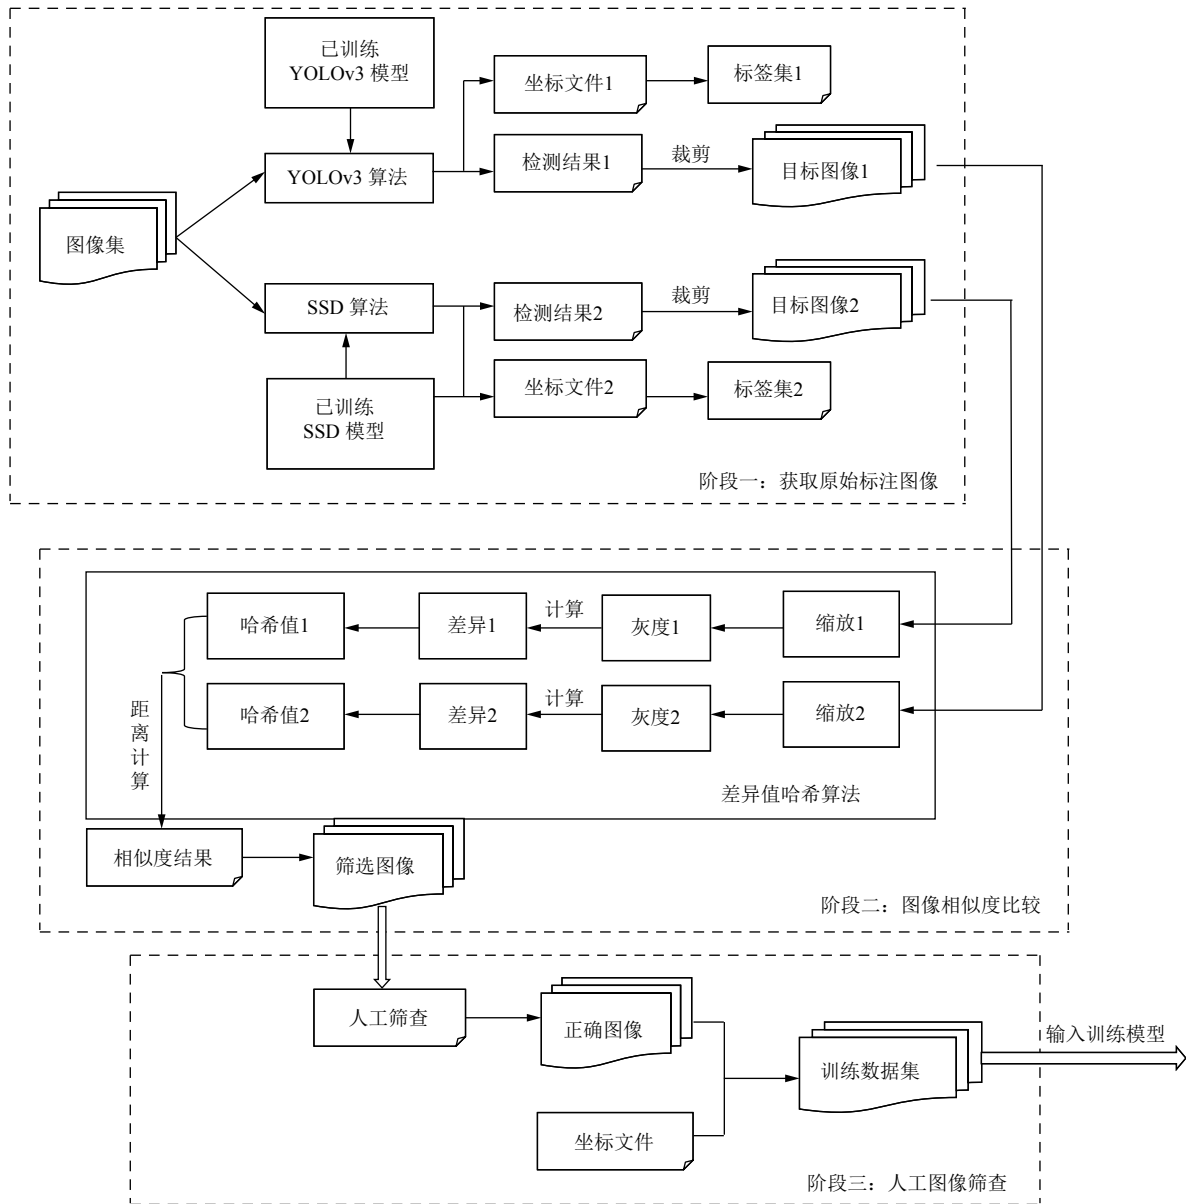 已训练
YOLOv3 模型
坐标文件1
标签集1
YOLOv3 算法
检测结果1
裁剪
目标图像1
图像集
SSD 算法
检测结果2
裁剪
目标图像2
已训练
SSD 模型
坐标文件2
标签集2
阶段一：获取原始标注图像
哈希值1
差异1
计算
灰度1
缩放1
哈希值2
差异2
计算
灰度2
缩放2
距离计算
差异值哈希算法
相似度结果
筛选图像
阶段二：图像相似度比较
人工筛查
正确图像
坐标文件
训练数据集
输入训练模型
阶段三：人工图像筛查